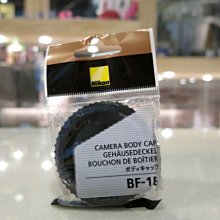 Nikon
CAMERA BODY CAP
GEHÄUSEDECKEL
BOUCHON DE BOÎTIER
ボディキャップ
BF-1B